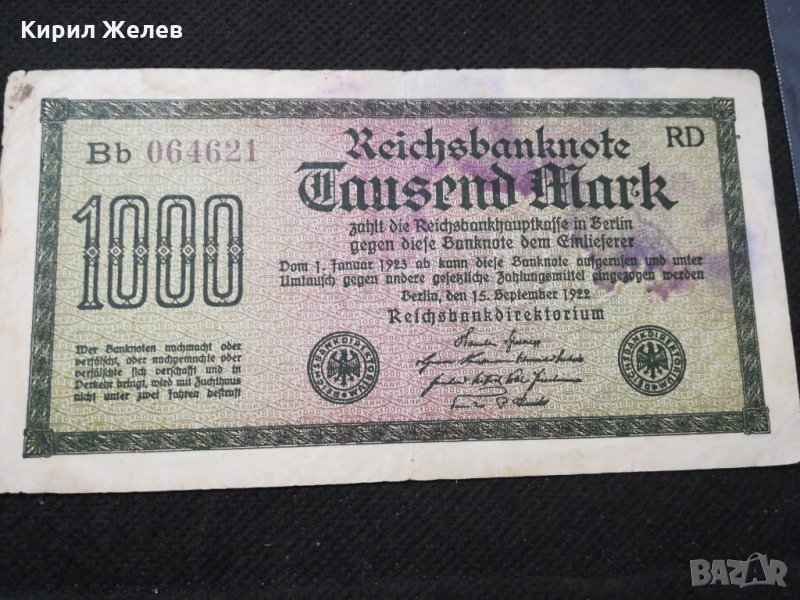 Кирил Желев
Bb 064621
Reichsbanknote
RD
Tausend Mark
1000
zahlt die Reichsbankhauptkasse in Berlin
gegen diese Banknote dem Einlieferer
Vom 1. Januar 1923 ab kann diese Banknote aufgerufen und unter
Umtausch gegen andere gesetzliche Zahlungsmittel eingezogen werden
Berlin, den 15. September 1922
Reichsbankdirektorium
Wer Banknoten nachmacht oder
verfälscht, oder nachgemachte oder
verfälschte sich verschafft und in
Verkehr bringt, wird mit Zuchthaus
nicht unter zwei Jahren bestraft
REICHSBANKDIREKTORIUM
REICHSBANKDIREKTORIUM
BAZAR